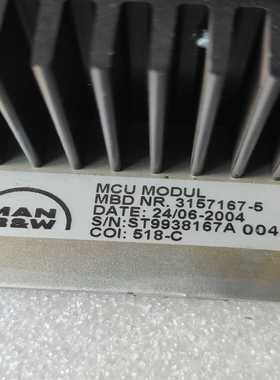 MCU MODUL
MBD NR. 3157167-5
DATE: 24/06-2004
S/N:ST9938167A 004
COI: 518-C
MAN
B&W